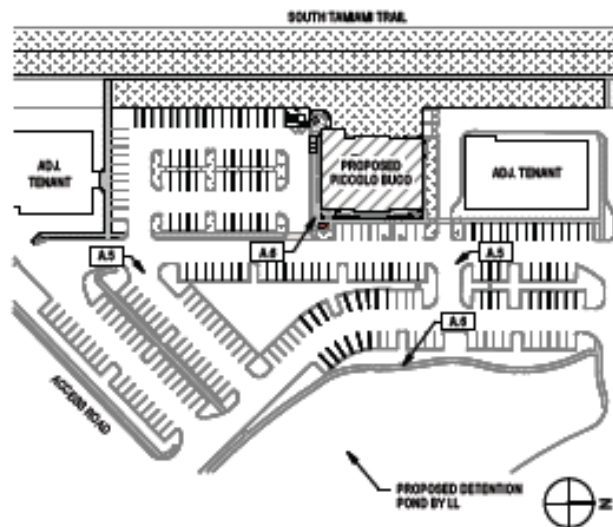 SOUTH TAMIAMI TRAIL
ADJ.
TENANT
PROPOSED
PICCOLO BUCO
ADJ. TENANT
A.5
A.6
A.5
A.6
ACCESS ROAD
PROPOSED DETENTION
POND BY LL
N